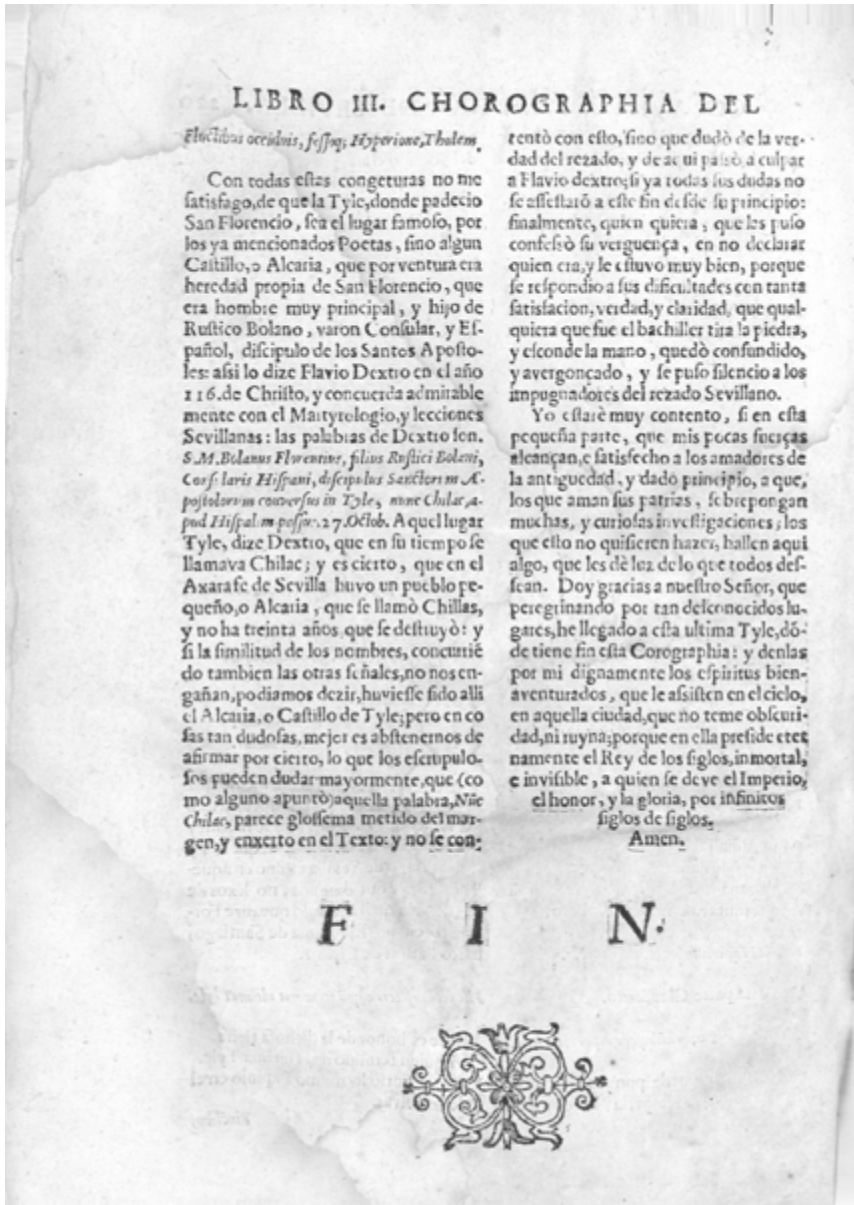 LIBRO III. CHOROGRAPHIA DEL
Fluctibus occiduis, fessoq; Hyperione, Tholem.
Con todas estas congeturas no me
satisfago, de que la Tyle, donde padecio
San Florencio, sea el lugar famoso, por
los ya mencionados Poetas, sino algun
Castillo, o Alcaria, que por ventura era
heredad propia de San Florencio, que
era hombre muy principal, y hijo de
Rustico Bolano, varon Consular, y Es-
pañol, discipulo de los Santos Aposto-
les: assi lo dize Flavio Dextro en el año
116. de Christo, y concuerda admirable
mente con el Martyrologio, y lecciones
Sevillanas: las palabras de Dextro son.
S. M. Bolanus Florentius, filius Rustici Bolani,
Consularis Hispani, discipulus Sanctorum A-
postolorum conversus in Tyle, nunc Chilac, a-
pud Hispalim 27. Octob. A quel lugar
Tyle, dize Dextro, que en su tiempo se
llamava Chilac; y es cierto, que en el
Axarafe de Sevilla huvo un pueblo pe-
queño, o Alcaria, que se llamò Chillas,
y no ha treinta años que se destruyò: y
si la similitud de los nombres, concurrié
do tambien las otras señales, no nos en-
gañan, podiamos dezir, huviesse sido alli
el Alcaria, o Castillo de Tyle; pero en co
sas tan dudosas, mejor es abstenernos de
afirmar por cierto, lo que los escrupulo-
sos pueden dudar mayormente, que (co
mo alguno apuntò) aquella palabra, Nũc
Chilac, parece glossema metido del mar-
gen, y enxerto en el Texto: y no se con-
tentò con esto, sino que dudò de la ver-
dad del rezado, y de aqui passò a culpar
a Flavio dextro; si ya todas sus dudas no
se assestarō a este fin desde su principio:
finalmente, quien quiera, que les puso
confessò su verguença, en no declarar
quien era, y le estuvo muy bien, porque
se respondio a sus dificultades con tanta
satisfacion, verdad, y claridad, que qual-
quiera que fue el bachiller tira la piedra,
y esconde la mano, quedò confundido,
y avergonçado, y se puso silencio a los
impugnadores del rezado Sevillano.
Yo estarè muy contento, si en esta
pequeña parte, que mis pocas fuerças
alcançan, e satisfecho a los amadores de
la antiguedad, y dadò principio, a que,
los que aman sus patrias, sobrepongan
muchas, y curiosas investigaciones; los
que esto no quisieren hazer, hallen aqui
algo, que les dè luz de lo que todos des-
sean. Doy gracias a nuestro Señor, que
peregrinando por tan desconocidos lu-
gares, he llegado a esta ultima Tyle, dó-
de tiene fin esta Corographia: y denlas
por mi dignamente los espiritus bien-
aventurados, que le assisten en el cielo,
en aquella ciudad, que no teme obscuri-
dad, ni ruyna; porque en ella preside eter
namente el Rey de los siglos, inmortal,
e invisible, a quien se deve el Imperio,
el honor, y la gloria, por infinitos
siglos de siglos.
Amen.
F I N.